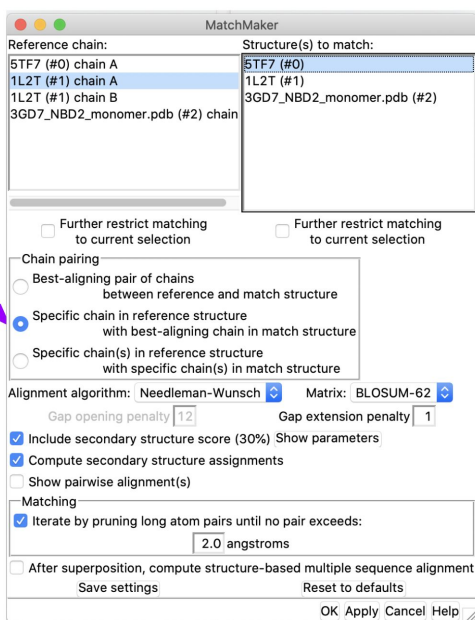 MatchMaker
Reference chain: Structure(s) to match:
5TF7 (#0) chain A
1L2T (#1) chain A
1L2T (#1) chain B
3GD7_NBD2_monomer.pdb (#2) chain
5TF7 (#0)
1L2T (#1)
3GD7_NBD2_monomer.pdb (#2)
Further restrict matching
to current selection
Further restrict matching
to current selection
Chain pairing
Best-aligning pair of chains
between reference and match structure
Specific chain in reference structure
with best-aligning chain in match structure
Specific chain(s) in reference structure
with specific chain(s) in match structure
Alignment algorithm: Needleman-Wunsch Matrix: BLOSUM-62
Gap opening penalty 12 Gap extension penalty 1
Include secondary structure score (30%) Show parameters
Compute secondary structure assignments
Show pairwise alignment(s)
Matching
Iterate by pruning long atom pairs until no pair exceeds:
2.0 angstroms
After superposition, compute structure-based multiple sequence alignment
Save settings Reset to defaults
OK Apply Cancel Help